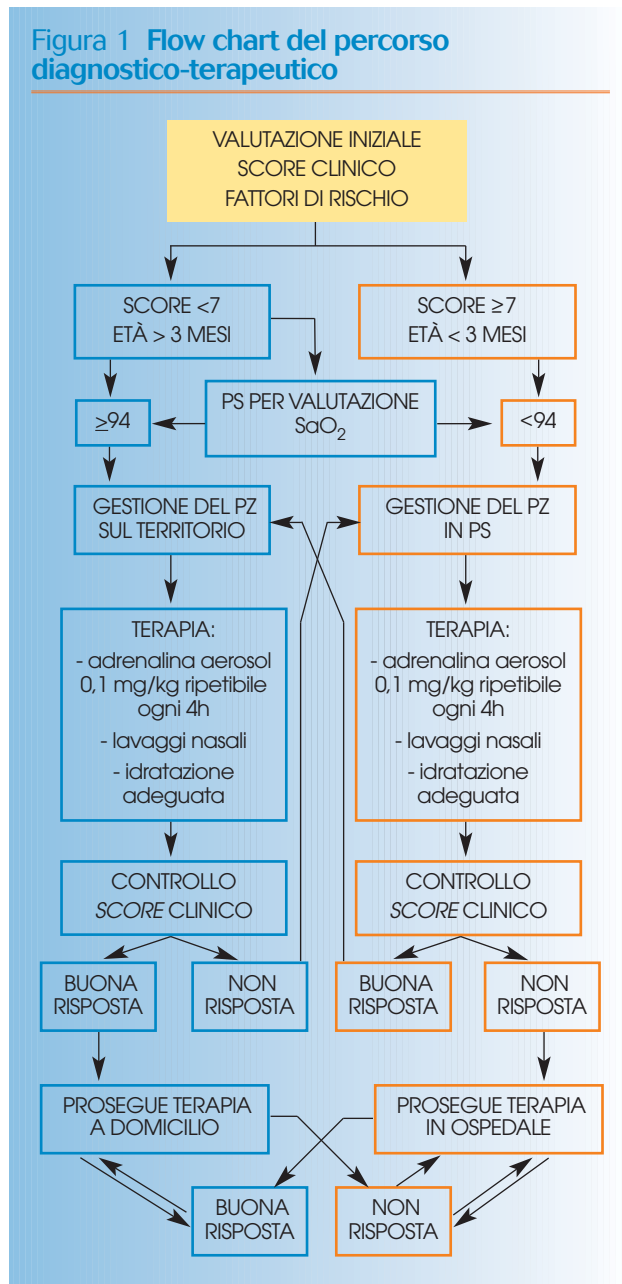 Figura 1 Flow chart del percorso
diagnostico-terapeutico
VALUTAZIONE INIZIALE
SCORE CLINICO
FATTORI DI RISCHIO
SCORE <7
ETÀ > 3 MESI
SCORE ≥7
ETÀ < 3 MESI
≥94
PS PER VALUTAZIONE
SaO₂
<94
GESTIONE DEL PZ
SUL TERRITORIO
GESTIONE DEL PZ
IN PS
TERAPIA:
- adrenalina aerosol
0,1 mg/kg ripetibile
ogni 4h
- lavaggi nasali
- idratazione
adeguata
TERAPIA:
- adrenalina aerosol
0,1 mg/kg ripetibile
ogni 4h
- lavaggi nasali
- idratazione
adeguata
CONTROLLO
SCORE CLINICO
CONTROLLO
SCORE CLINICO
BUONA
RISPOSTA
NON
RISPOSTA
BUONA
RISPOSTA
NON
RISPOSTA
PROSEGUE TERAPIA
A DOMICILIO
PROSEGUE TERAPIA
IN OSPEDALE
BUONA
RISPOSTA
NON
RISPOSTA